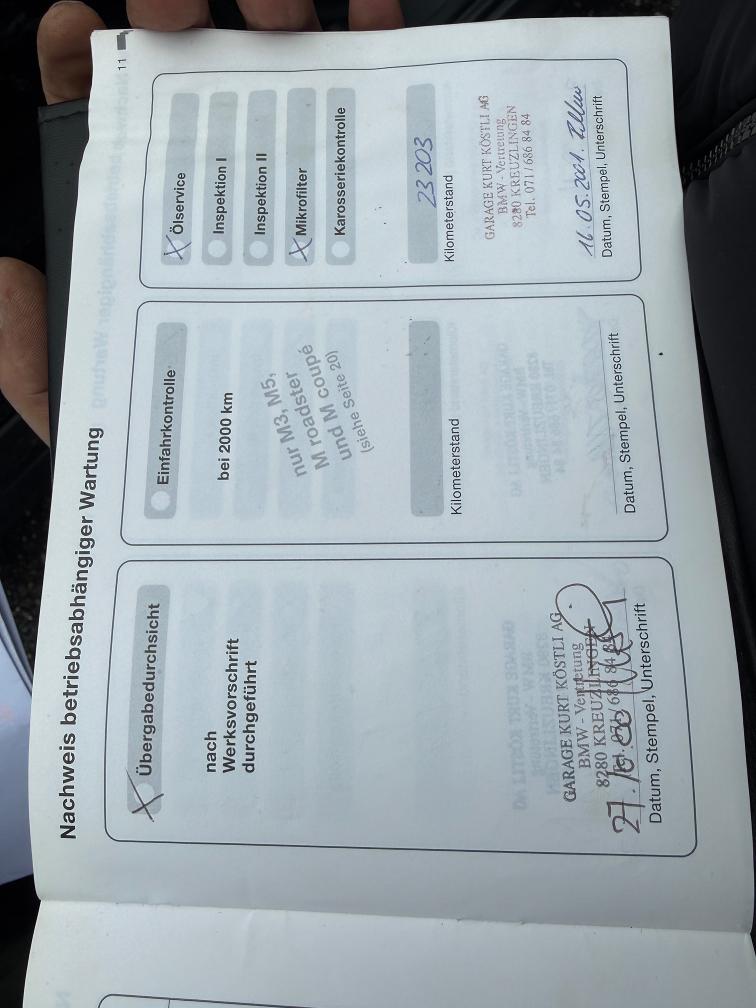 Nachweis betriebsabhängiger Wartung
X Übergabedurchsicht
nach
Werksvorschrift
durchgeführt
GARAGE KURT KÖSTLI AG
BMW - Vertretung
8280 KREUZLINGEN
Tel. 071 / 686 84 84
27.10.00
Datum, Stempel, Unterschrift
Einfahrkontrolle
bei 2000 km
nur M3, M5,
M roadster
und M coupé
(siehe Seite 20)
Kilometerstand
Datum, Stempel, Unterschrift
X Ölservice
Inspektion I
Inspektion II
X Mikrofilter
Karosseriekontrolle
23203
Kilometerstand
GARAGE KURT KÖSTLI AG
BMW - Vertretung
8280 KREUZLINGEN
Tel. 071 / 686 84 84
16.05.2001.
Datum, Stempel, Unterschrift
11